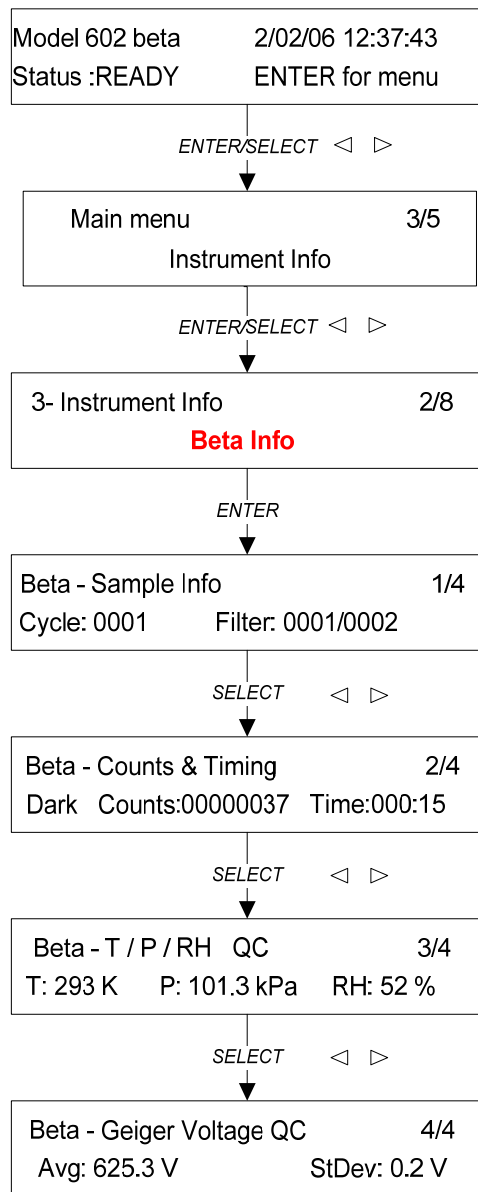 Model 602 beta 2/02/06 12:37:43
Status :READY ENTER for menu
ENTER/SELECT ◁ ▷
Main menu 3/5
Instrument Info
ENTER/SELECT ◁ ▷
3- Instrument Info 2/8
Beta Info
ENTER
Beta - Sample Info 1/4
Cycle: 0001 Filter: 0001/0002
SELECT ◁ ▷
Beta - Counts & Timing 2/4
Dark Counts:00000037 Time:000:15
SELECT ◁ ▷
Beta - T / P / RH QC 3/4
T: 293 K P: 101.3 kPa RH: 52 %
SELECT ◁ ▷
Beta - Geiger Voltage QC 4/4
Avg: 625.3 V StDev: 0.2 V